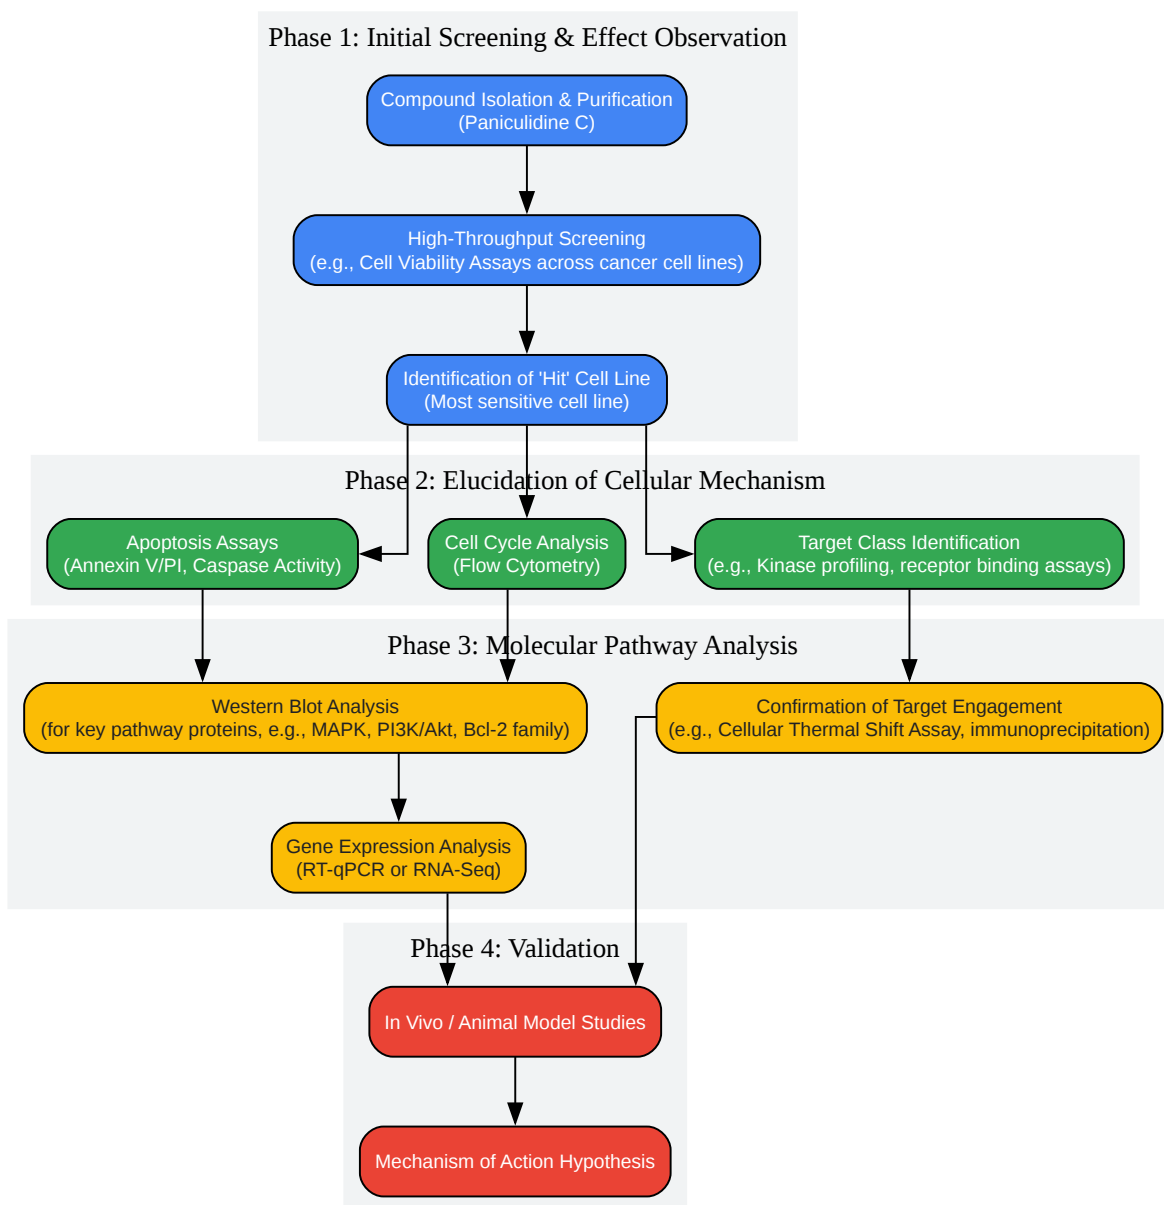 Phase 1: Initial Screening & Effect Observation
Compound Isolation & Purification
(Paniculidine C)
High-Throughput Screening
(e.g., Cell Viability Assays across cancer cell lines)
Identification of 'Hit' Cell Line
(Most sensitive cell line)
Phase 2: Elucidation of Cellular Mechanism
Apoptosis Assays
(Annexin V/PI, Caspase Activity)
Cell Cycle Analysis
(Flow Cytometry)
Target Class Identification
(e.g., Kinase profiling, receptor binding assays)
Phase 3: Molecular Pathway Analysis
Western Blot Analysis
(for key pathway proteins, e.g., MAPK, PI3K/Akt, Bcl-2 family)
Confirmation of Target Engagement
(e.g., Cellular Thermal Shift Assay, immunoprecipitation)
Gene Expression Analysis
(RT-qPCR or RNA-Seq)
Phase 4: Validation
In Vivo / Animal Model Studies
Mechanism of Action Hypothesis